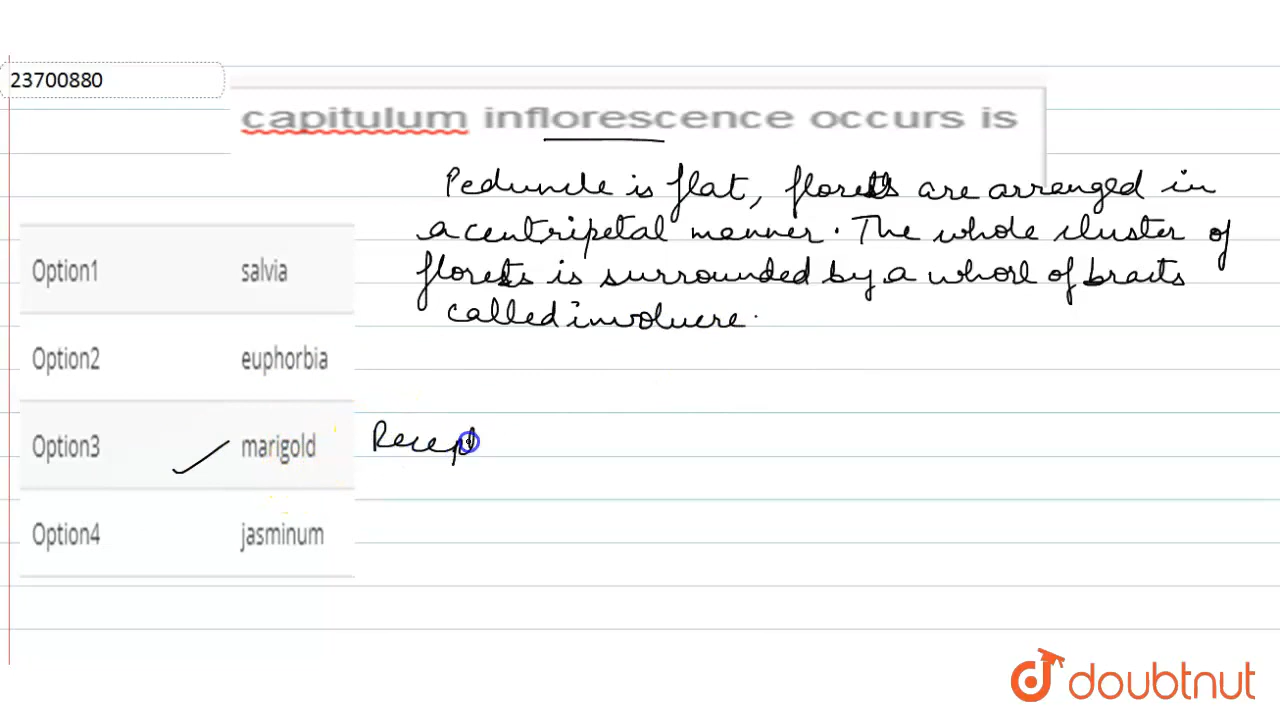 23700880
capitulum inflorescence occurs is
Peduncle is flat, florets are arranged in
a centripetal manner. The whole cluster of
florets is surrounded by a whorl of bracts
called involucre.
Option1 salvia
Option2 euphorbia
Option3 marigold Recept
Option4 jasminum
doubtnut